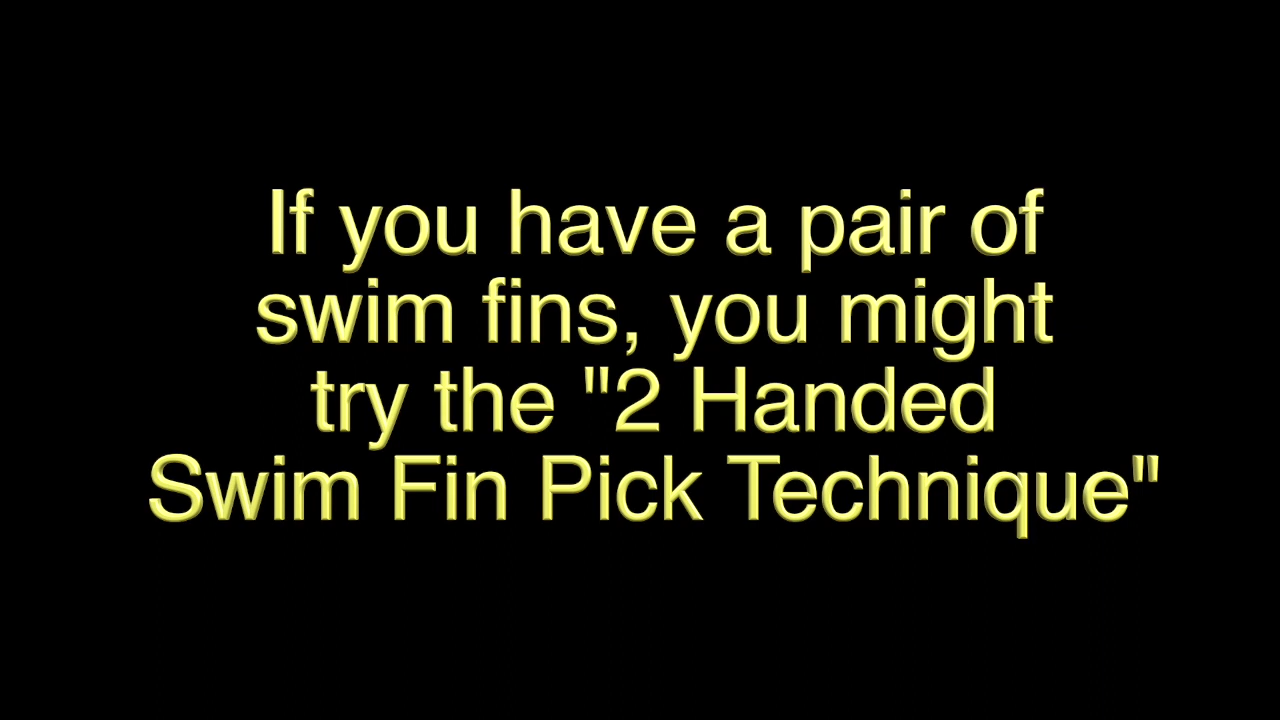 If you have a pair of
swim fins, you might
try the "2 Handed
Swim Fin Pick Technique"